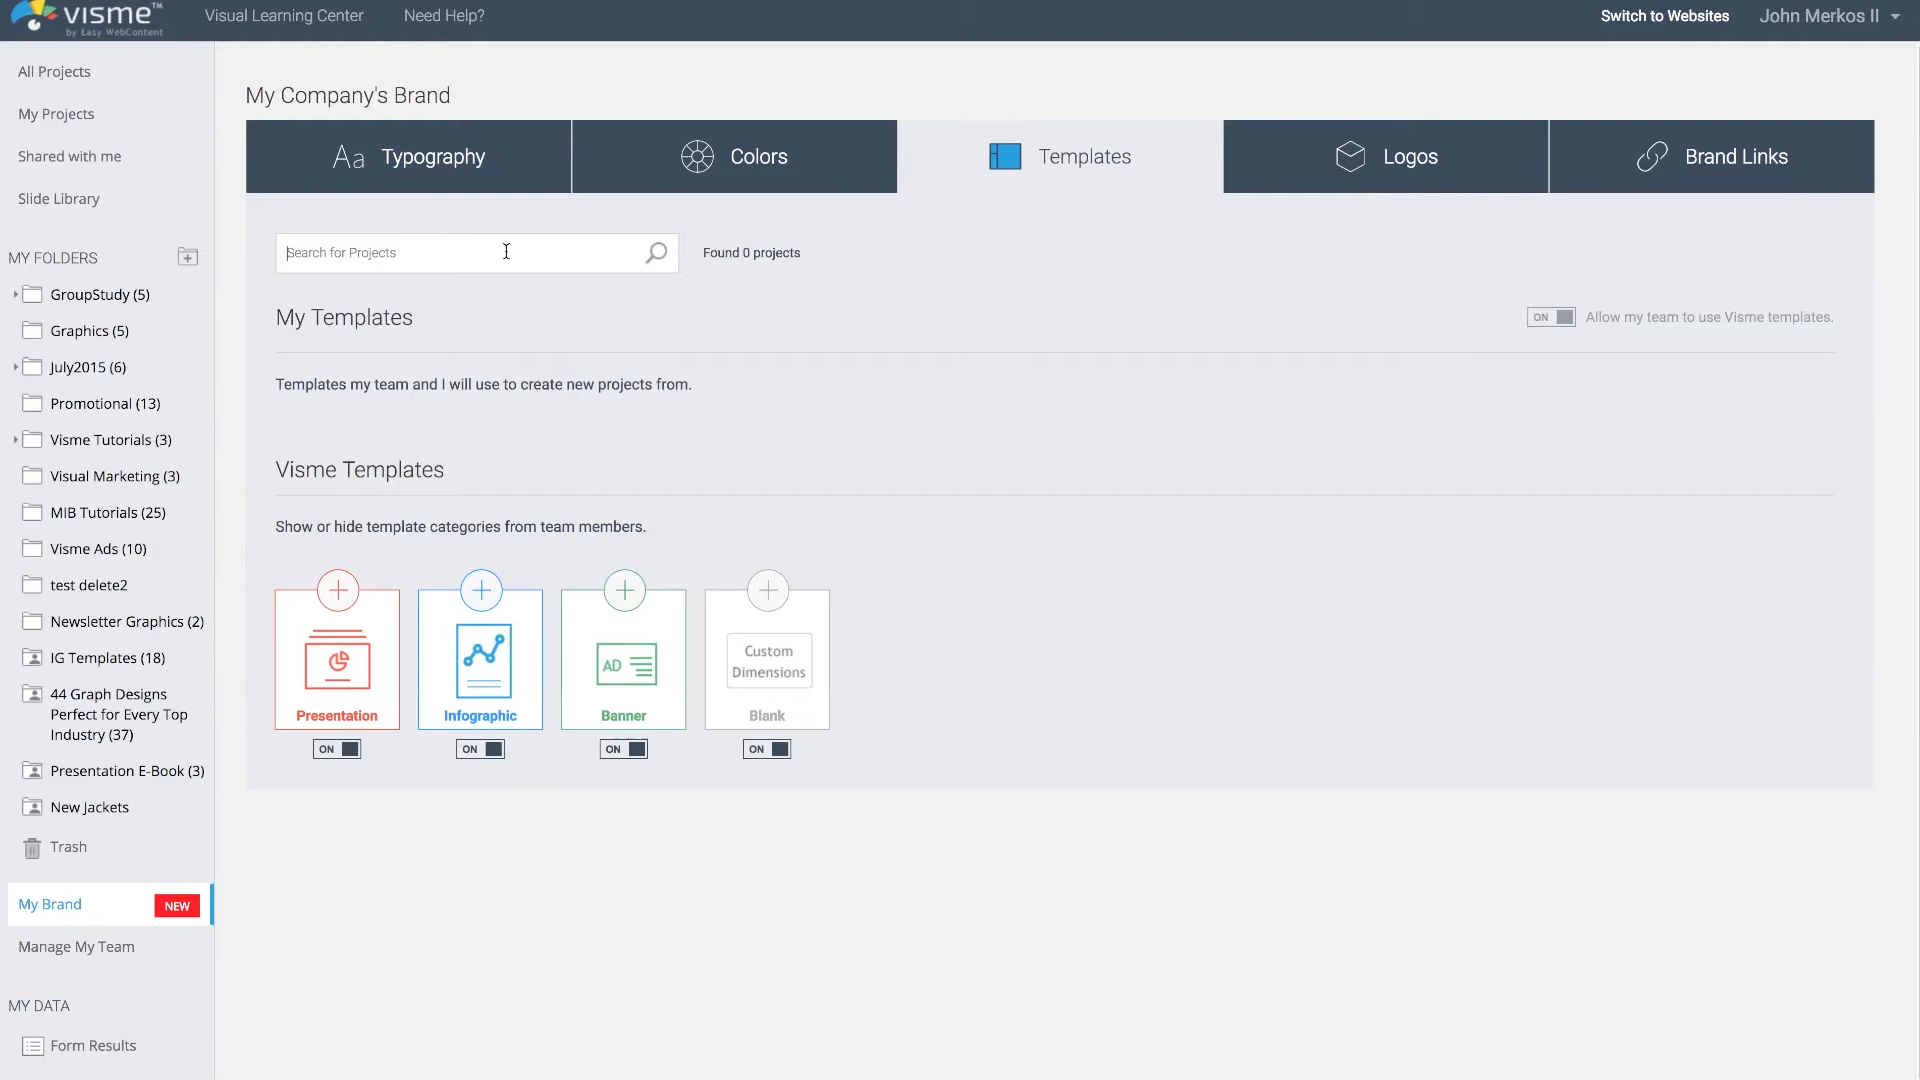 visme™
by Easy WebContent
Visual Learning Center
Need Help?
Switch to Websites
John Merkos II
All Projects
My Projects
Shared with me
Slide Library
MY FOLDERS
GroupStudy (5)
Graphics (5)
July2015 (6)
Promotional (13)
Visme Tutorials (3)
Visual Marketing (3)
MIB Tutorials (25)
Visme Ads (10)
test delete2
Newsletter Graphics (2)
IG Templates (18)
44 Graph Designs
Perfect for Every Top
Industry (37)
Presentation E-Book (3)
New Jackets
Trash
My Brand
NEW
Manage My Team
MY DATA
Form Results
My Company's Brand
Aa Typography
Colors
Templates
Logos
Brand Links
Search for Projects
Found 0 projects
My Templates
ON
Allow my team to use Visme templates.
Templates my team and I will use to create new projects from.
Visme Templates
Show or hide template categories from team members.
Presentation
ON
Infographic
ON
AD
Banner
ON
Custom
Dimensions
Blank
ON